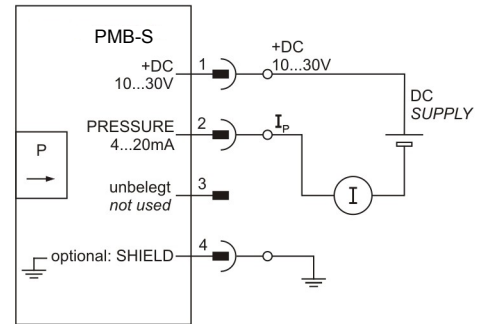 PMB-S
+DC
10...30V
1
+DC
10...30V
DC
SUPPLY
PRESSURE
4...20mA
2
I_P
P
I
unbelegt
not used
3
optional: SHIELD
4